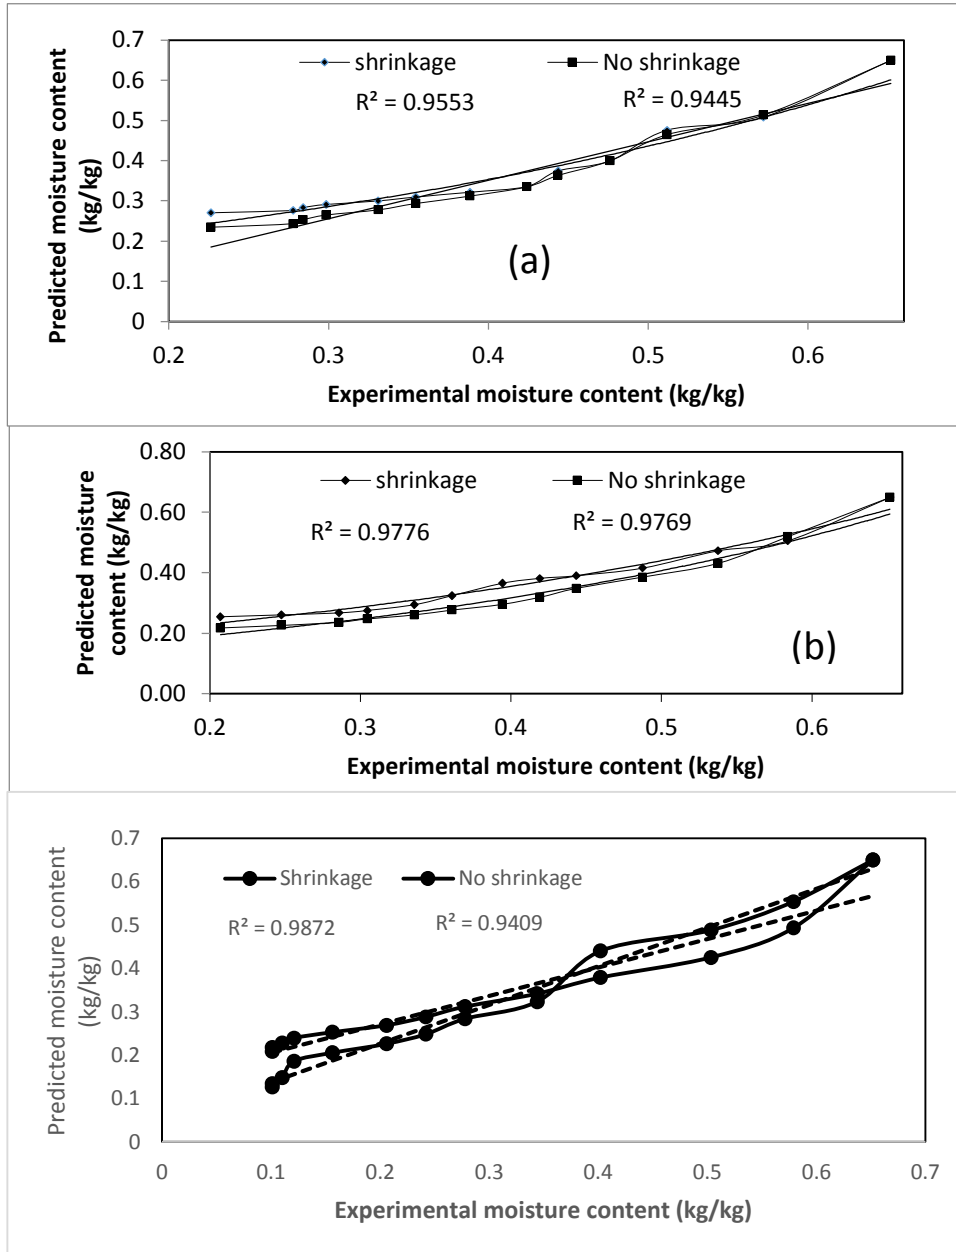 0.7
0.6
0.5
0.4
0.3
0.2
0.1
0
Predicted moisture content
(kg/kg)
shrinkage
No shrinkage
R² = 0.9553
R² = 0.9445
(a)
0.2
0.3
0.4
0.5
0.6
Experimental moisture content (kg/kg)
0.80
0.60
0.40
0.20
0.00
Predicted moisture
content (kg/kg)
shrinkage
No shrinkage
R² = 0.9776
R² = 0.9769
(b)
0.2
0.3
0.4
0.5
0.6
Experimental moisture content (kg/kg)
0.7
0.6
0.5
0.4
0.3
0.2
0.1
0
Predicted moisture content
(kg/kg)
Shrinkage
No shrinkage
R² = 0.9872
R² = 0.9409
0
0.1
0.2
0.3
0.4
0.5
0.6
0.7
Experimental moisture content (kg/kg)